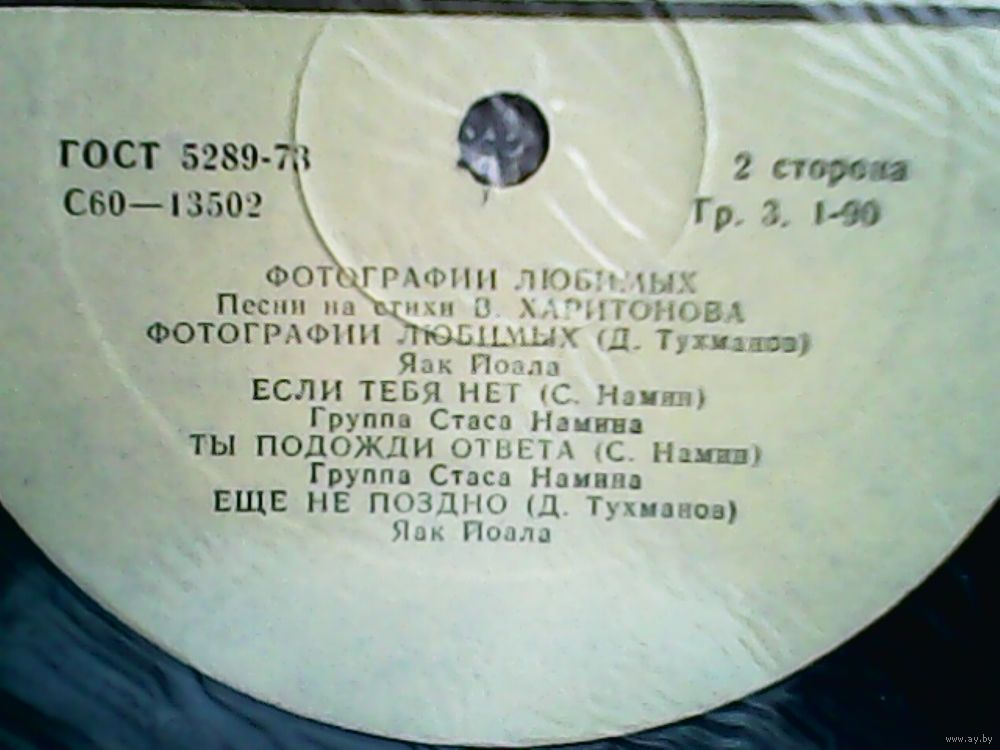 ГОСТ 5289-73
2 сторона
С60—13502
Гр. 3. 1-90
ФОТОГРАФИИ ЛЮБИМЫХ
Песни на стихи В. ХАРИТОНОВА
ФОТОГРАФИИ ЛЮБИМЫХ (Д. Тухманов)
Яак Йоала
ЕСЛИ ТЕБЯ НЕТ (С. Намин)
Группа Стаса Намина
ТЫ ПОДОЖДИ ОТВЕТА (С. Намин)
Группа Стаса Намина
ЕЩЕ НЕ ПОЗДНО (Д. Тухманов)
Яак Йоала
www.ay.by